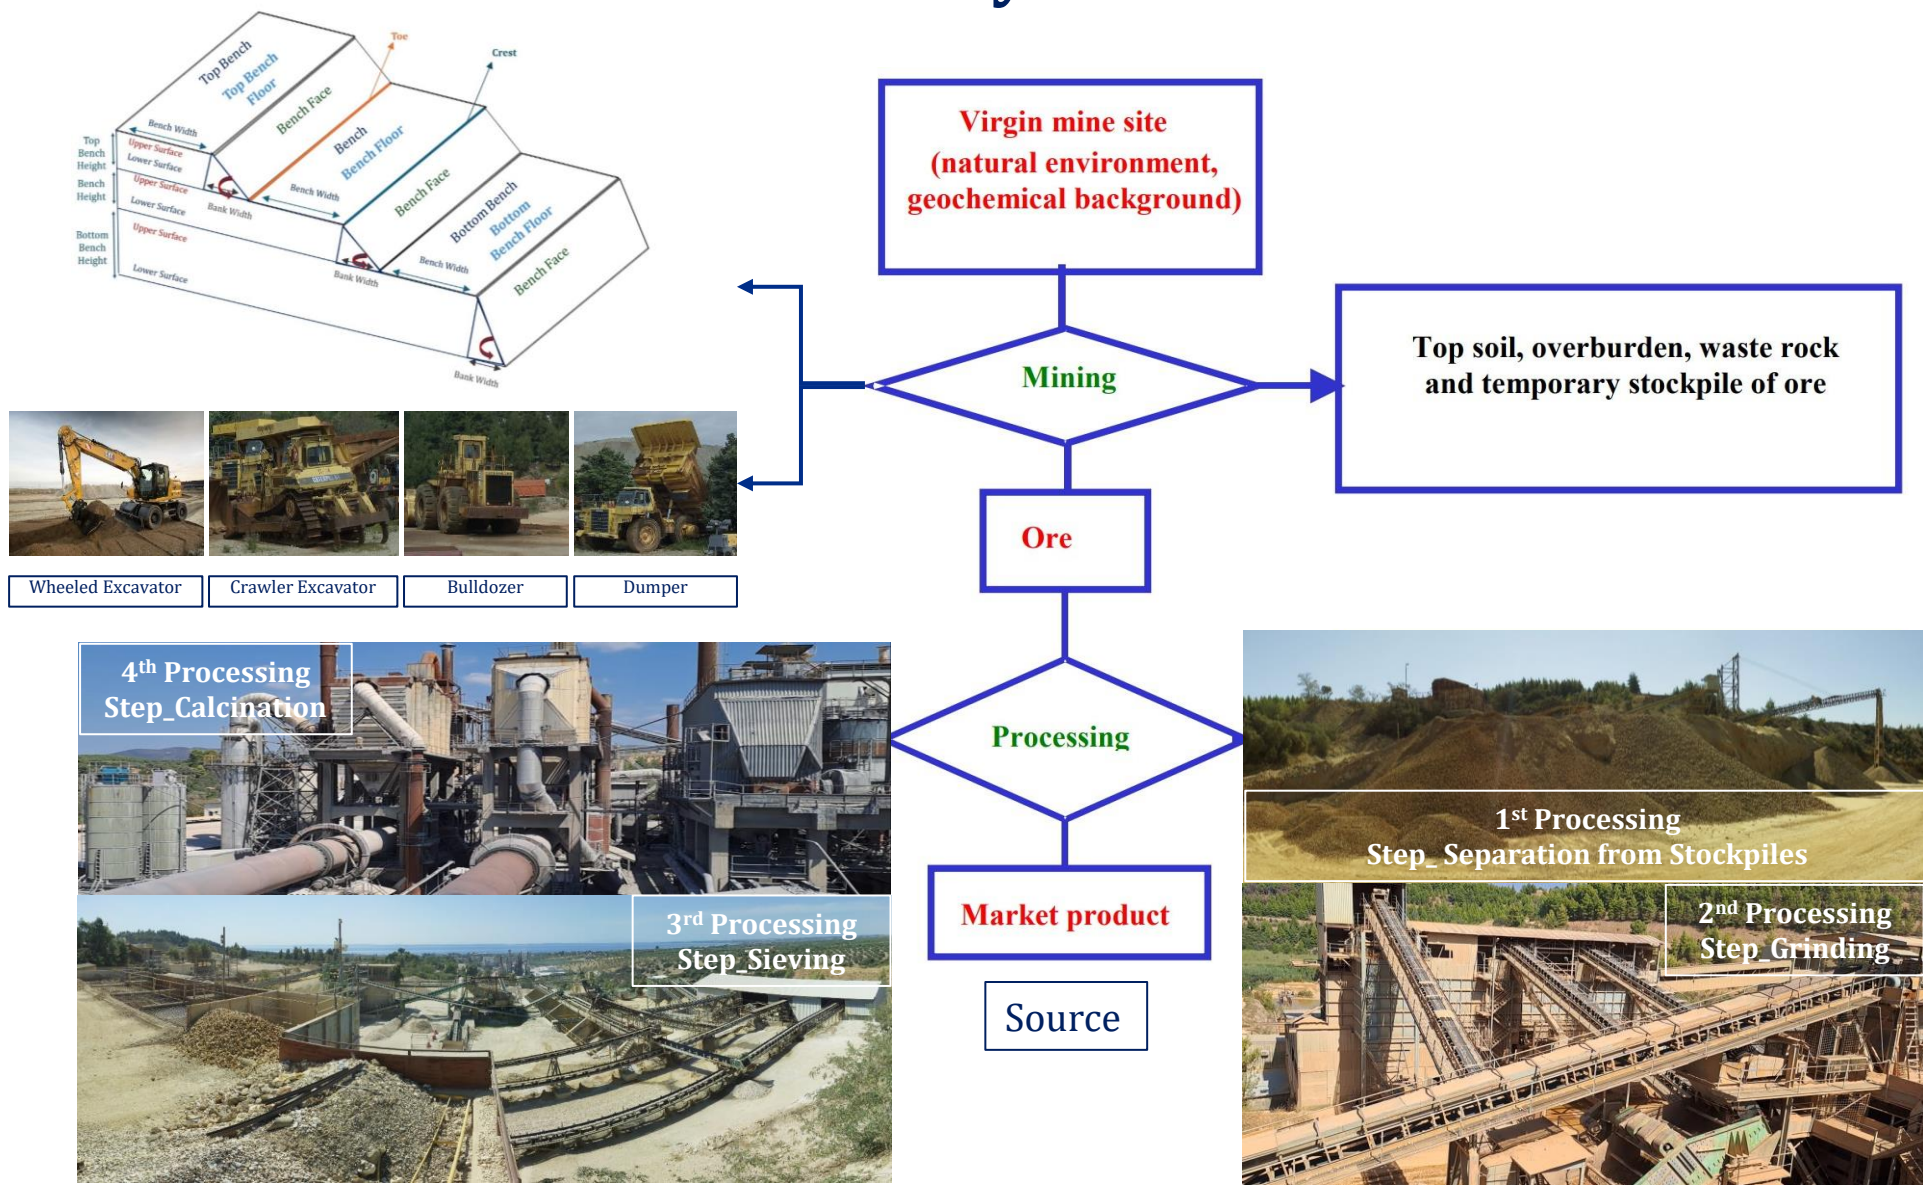 Toe
Crest
Top Bench
Top Bench
Floor
Bench Face
Bench Width
Bench
Bench Floor
Bench Face
Bench Width
Bottom Bench
Bottom
Bench Floor
Bench Face
Bench Width
Top
Bench
Height
Upper Surface
Lower Surface
Bench
Height
Upper Surface
Lower Surface
Bank Width
Bottom
Bench
Height
Upper Surface
Lower Surface
Bank Width
Bank Width
Virgin mine site
(natural environment,
geochemical background)
Mining
Top soil, overburden, waste rock
and temporary stockpile of ore
Ore
Wheeled Excavator
Crawler Excavator
Bulldozer
Dumper
Processing
Market product
Source
4th Processing
Step_Calcination
3rd Processing
Step_Sieving
1st Processing
Step_ Separation from Stockpiles
2nd Processing
Step_Grinding